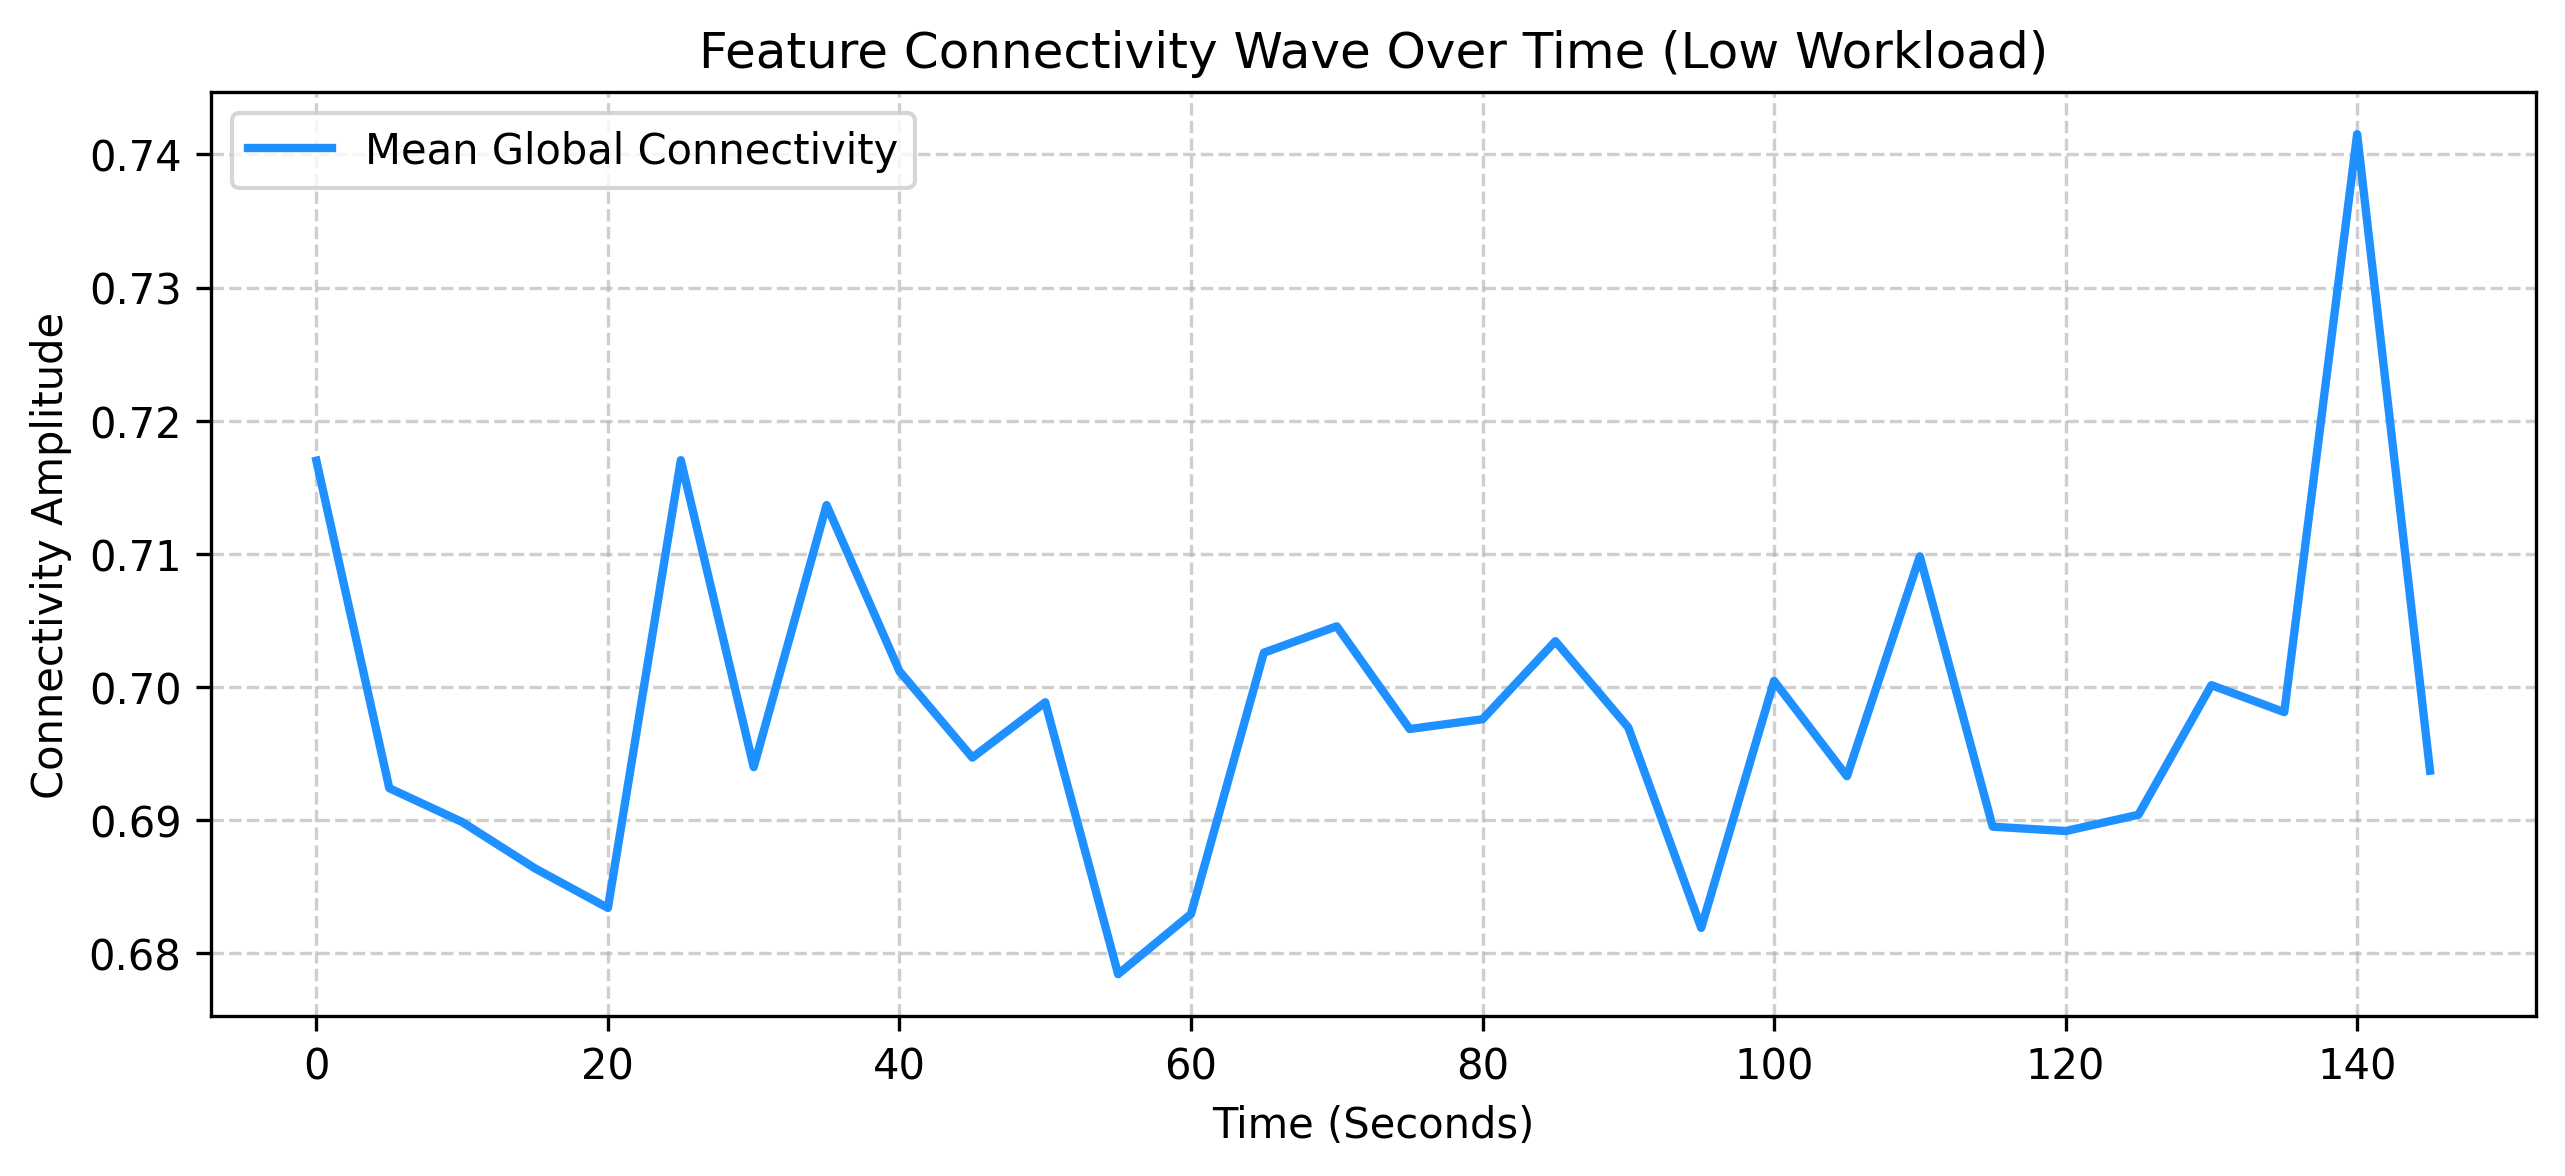 Feature Connectivity Wave Over Time (Low Workload)
Mean Global Connectivity
Connectivity Amplitude
0.74
0.73
0.72
0.71
0.70
0.69
0.68
0 20 40 60 80 100 120 140
Time (Seconds)